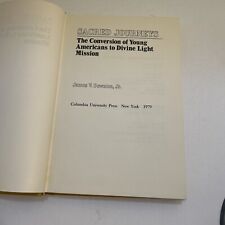 SACRED JOURNEYS
The Conversion of Young
Americans to Divine Light
Mission
James V. Downton, Jr.
Columbia University Press New York 1979